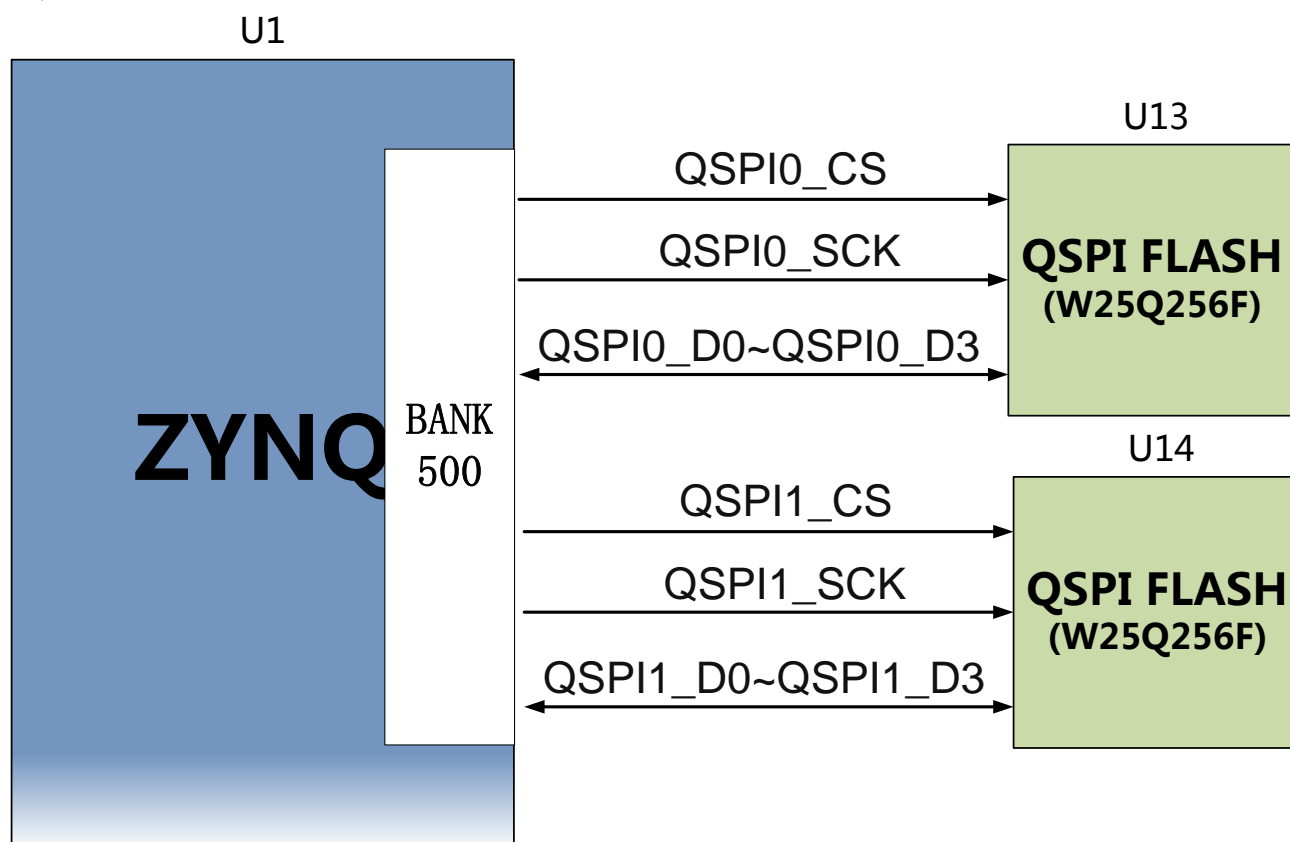 U1
ZYNQ
BANK
500
QSPI0_CS
QSPI0_SCK
QSPI0_D0~QSPI0_D3
U13
QSPI FLASH
(W25Q256F)
QSPI1_CS
QSPI1_SCK
QSPI1_D0~QSPI1_D3
U14
QSPI FLASH
(W25Q256F)